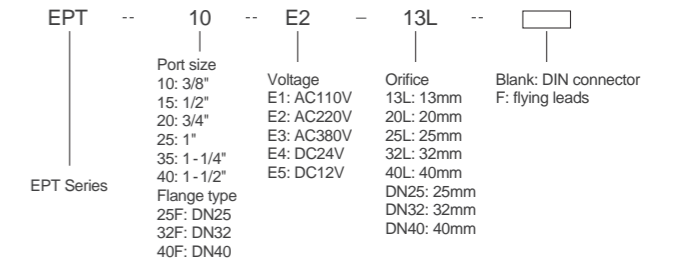 EPT -- 10 -- E2 – 13L --
Port size
10: 3/8"
15: 1/2"
20: 3/4"
25: 1"
35: 1-1/4"
40: 1-1/2"
Flange type
25F: DN25
32F: DN32
40F: DN40
Voltage
E1: AC110V
E2: AC220V
E3: AC380V
E4: DC24V
E5: DC12V
Orifice
13L: 13mm
20L: 20mm
25L: 25mm
32L: 32mm
40L: 40mm
DN25: 25mm
DN32: 32mm
DN40: 40mm
Blank: DIN connector
F: flying leads
EPT Series